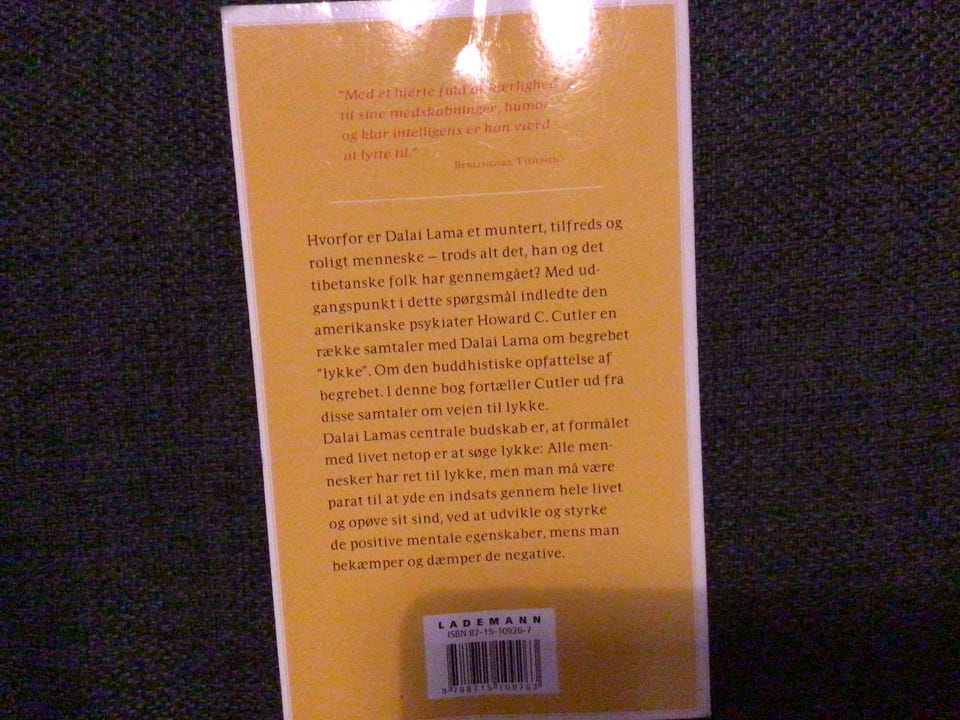 "Med et hjerte fuld af kærlighed
til sine medskabninger, humor
og klar intelligens er han værd
at lytte til."
BERLINGSKE TIDENDE
Hvorfor er Dalai Lama et muntert, tilfreds og
roligt menneske – trods alt det, han og det
tibetanske folk har gennemgået? Med ud-
gangspunkt i dette spørgsmål indledte den
amerikanske psykiater Howard C. Cutler en
række samtaler med Dalai Lama om begrebet
"lykke". Om den buddhistiske opfattelse af
begrebet. I denne bog fortæller Cutler ud fra
disse samtaler om vejen til lykke.
Dalai Lamas centrale budskab er, at formålet
med livet netop er at søge lykke: Alle men-
nesker har ret til lykke, men man må være
parat til at yde en indsats gennem hele livet
og opøve sit sind, ved at udvikle og styrke
de positive mentale egenskaber, mens man
bekæmper og dæmper de negative.
LADEMANN
ISBN 87-15-10926-7
9 788715 109263